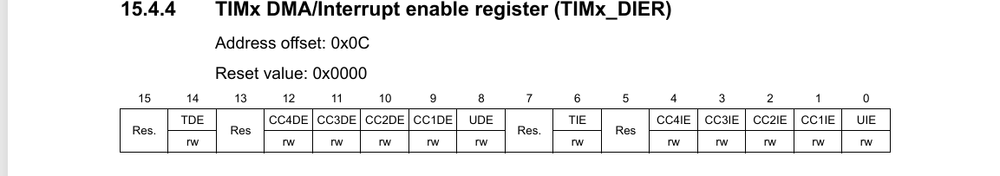 15.4.4 TIMx DMA/Interrupt enable register (TIMx_DIER)
Address offset: 0x0C
Reset value: 0x0000
15 14 13 12 11 10 9 8 7 6 5 4 3 2 1 0
Res. TDE Res CC4DE CC3DE CC2DE CC1DE UDE Res. TIE Res CC4IE CC3IE CC2IE CC1IE UIE
rw rw rw rw rw rw rw rw rw rw rw rw